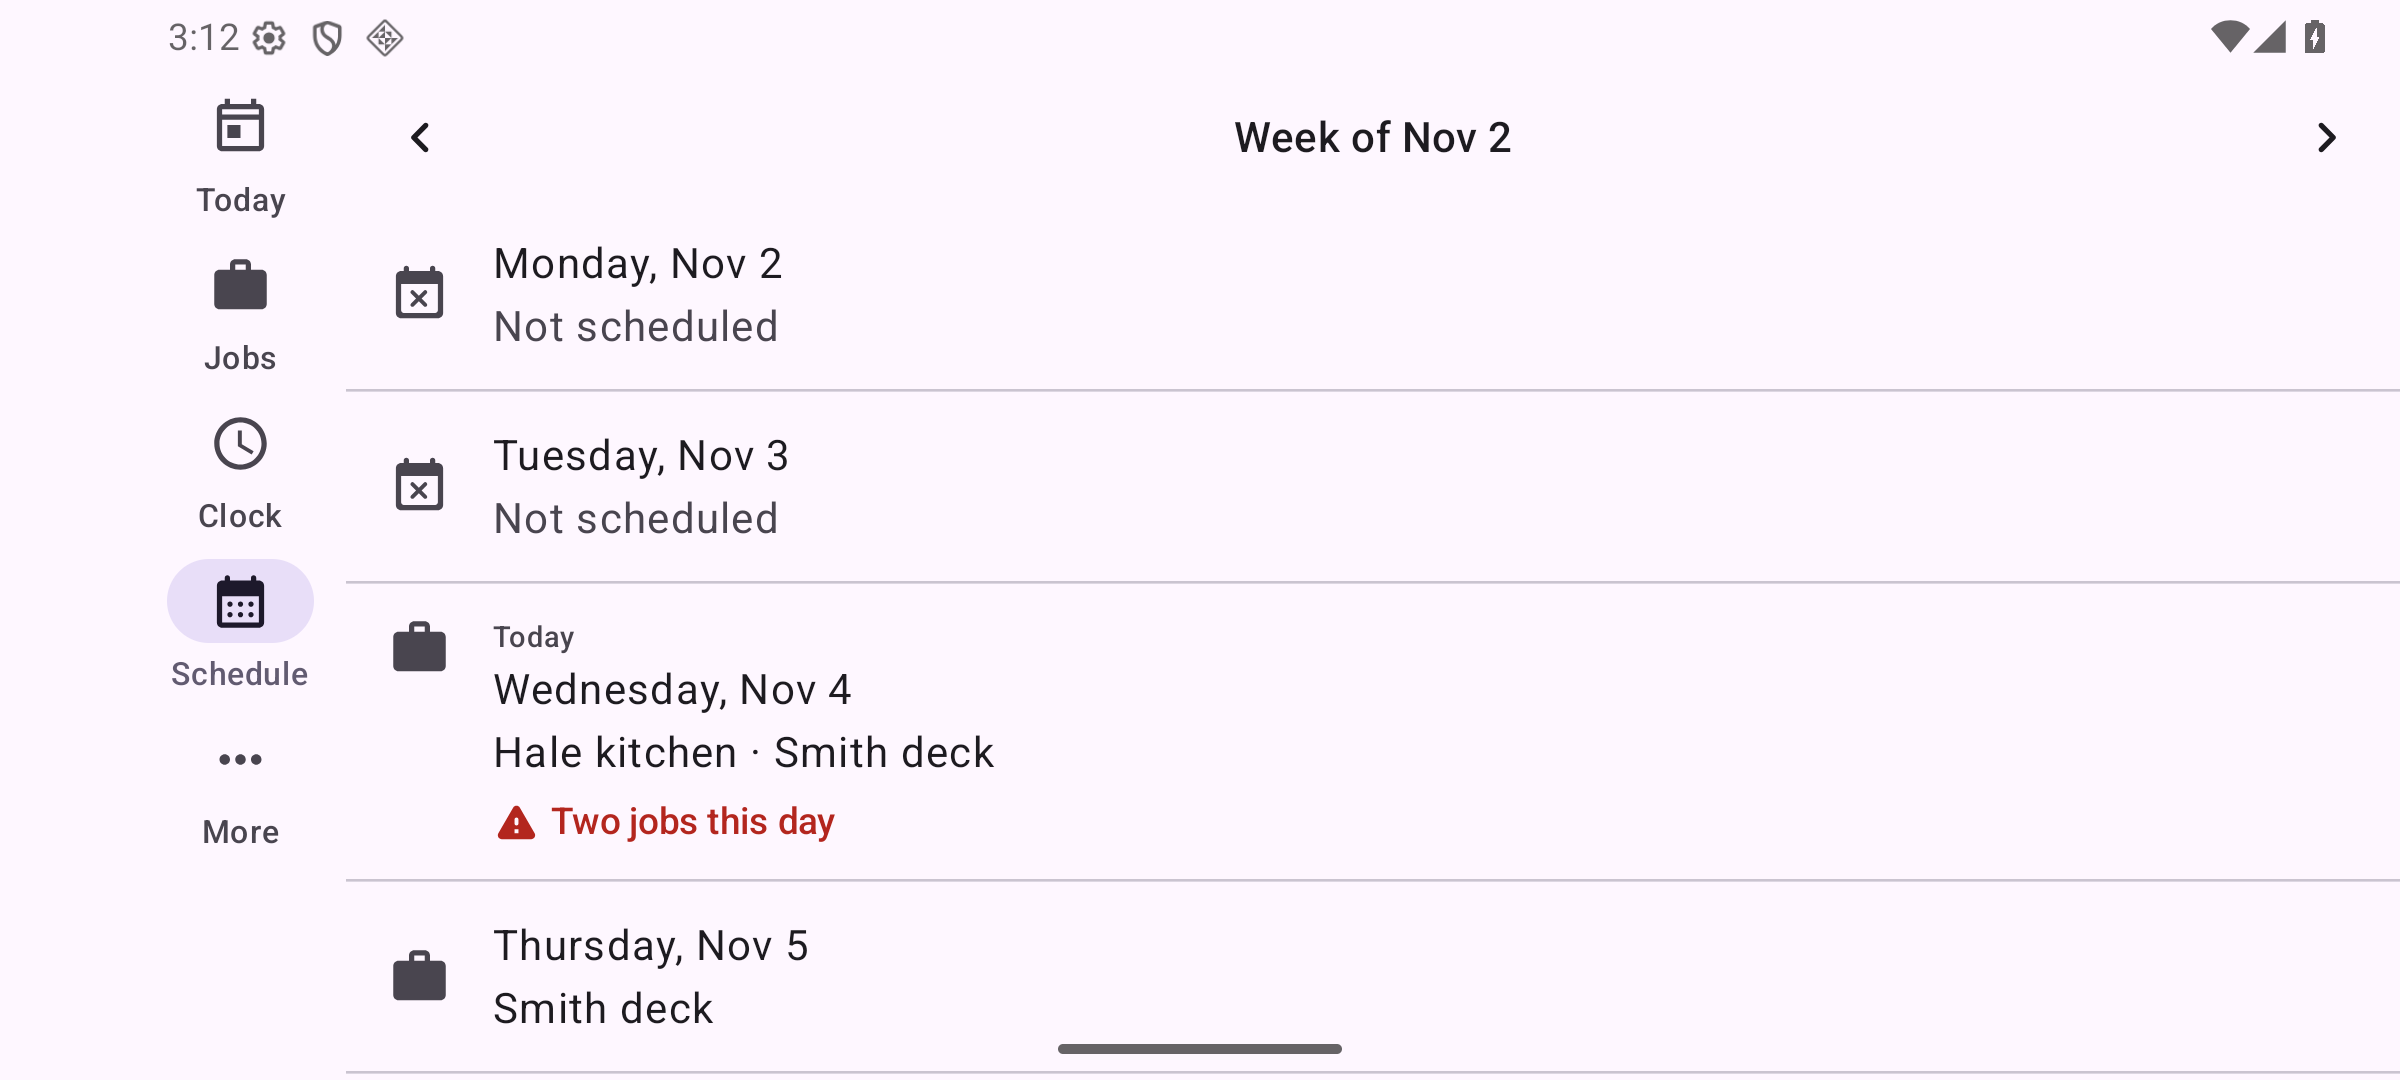 3:12
Today
Jobs
Clock
Schedule
More
Week of Nov 2
Monday, Nov 2
Not scheduled
Tuesday, Nov 3
Not scheduled
Today
Wednesday, Nov 4
Hale kitchen · Smith deck
Two jobs this day
Thursday, Nov 5
Smith deck